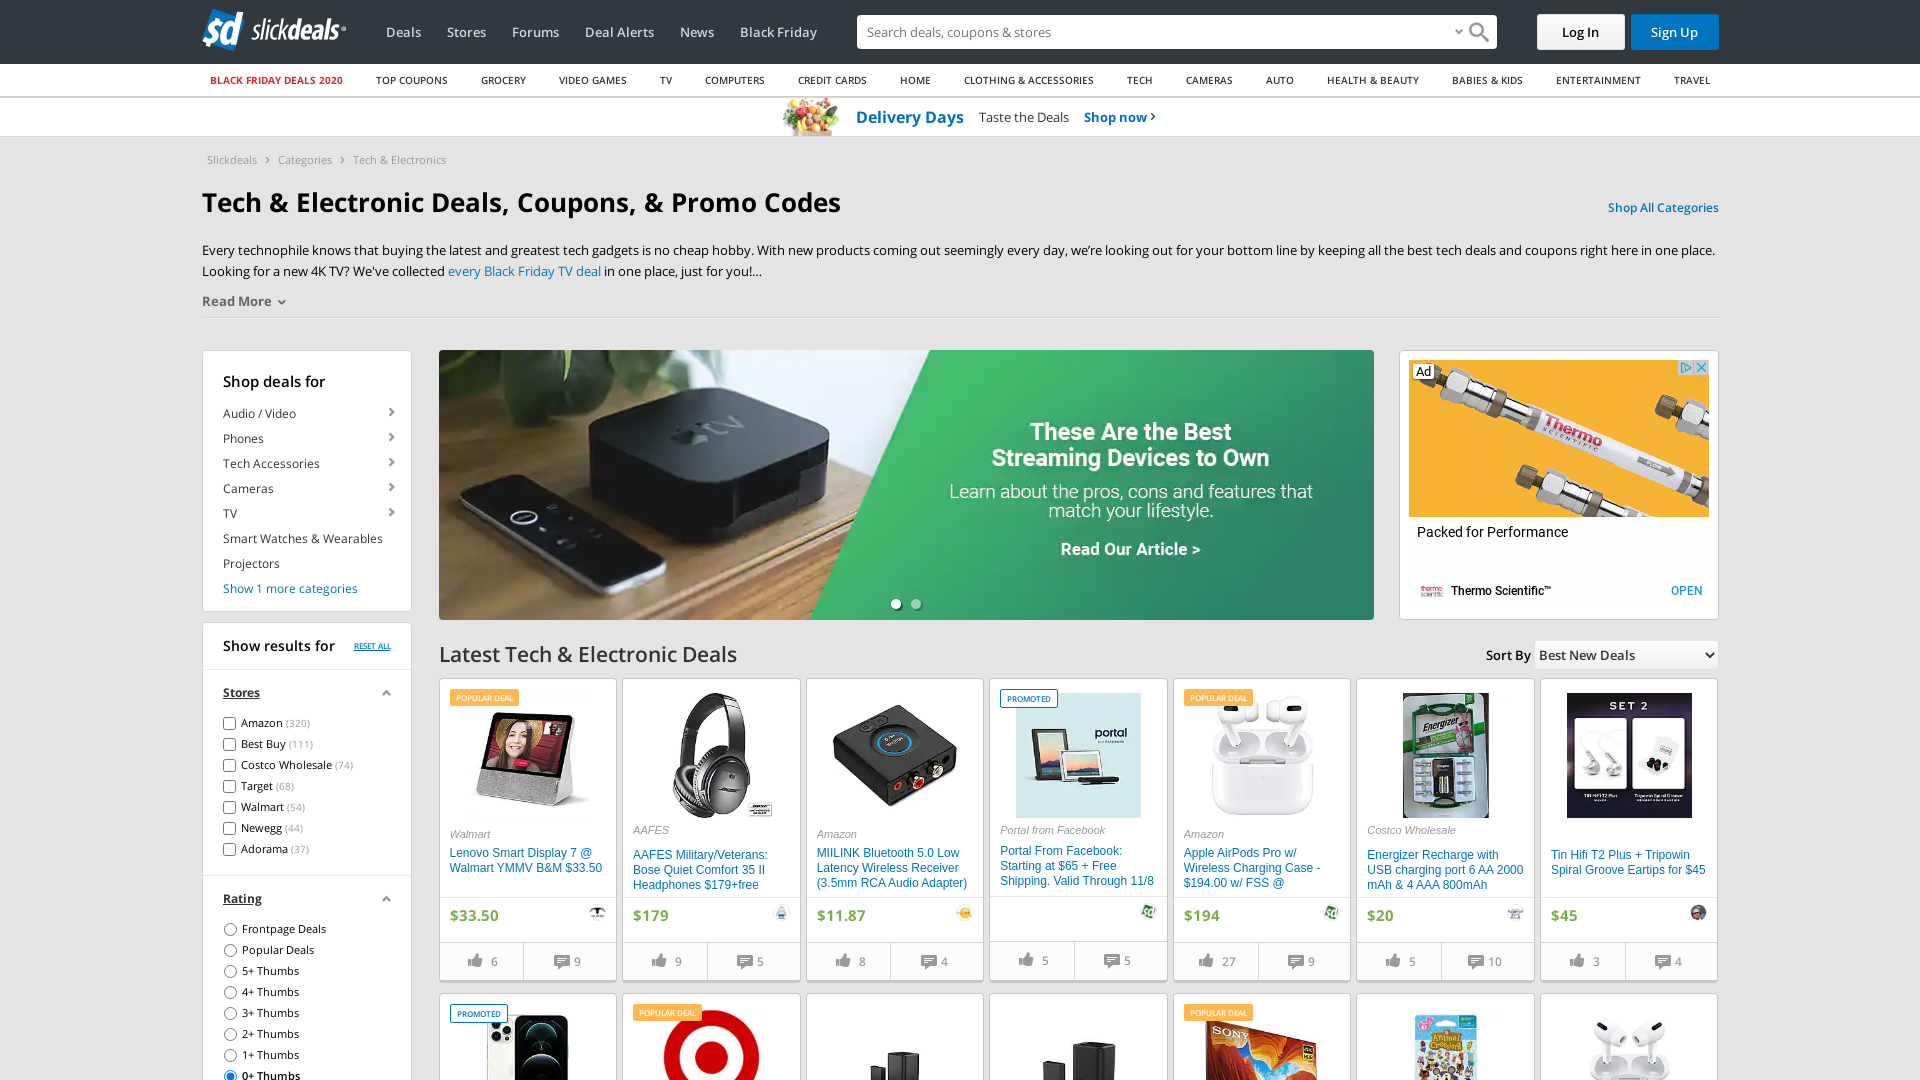 slickdeals
Deals
Stores
Forums
Deal Alerts
News
Black Friday
Search deals, coupons & stores
Log In
Sign Up
BLACK FRIDAY DEALS 2020
TOP COUPONS
GROCERY
VIDEO GAMES
TV
COMPUTERS
CREDIT CARDS
HOME
CLOTHING & ACCESSORIES
TECH
CAMERAS
AUTO
HEALTH & BEAUTY
BABIES & KIDS
ENTERTAINMENT
TRAVEL
Delivery Days Taste the Deals Shop now
Slickdeals > Categories > Tech & Electronics
Tech & Electronic Deals, Coupons, & Promo Codes
Shop All Categories
Every technophile knows that buying the latest and greatest tech gadgets is no cheap hobby. With new products coming out seemingly every day, we’re looking out for your bottom line by keeping all the best tech deals and coupons right here in one place.
Looking for a new 4K TV? We've collected every Black Friday TV deal in one place, just for you!…
Read More
Shop deals for
Audio / Video
Phones
Tech Accessories
Cameras
TV
Smart Watches & Wearables
Projectors
Show 1 more categories
Show results for
RESET ALL
Stores
Amazon (320)
Best Buy (111)
Costco Wholesale (74)
Target (68)
Walmart (54)
Newegg (44)
Adorama (37)
Rating
Frontpage Deals
Popular Deals
5+ Thumbs
4+ Thumbs
3+ Thumbs
2+ Thumbs
1+ Thumbs
0+ Thumbs
tv
These Are the Best
Streaming Devices to Own
Learn about the pros, cons and features that
match your lifestyle.
Read Our Article >
Ad
Thermo
SCIENTIFIC
FLOW
Packed for Performance
thermo
scientific
Thermo Scientific™
OPEN
Latest Tech & Electronic Deals
Sort By
Best New Deals
POPULAR DEAL
Walmart
Lenovo Smart Display 7 @
Walmart YMMV B&M $33.50
$33.50
6
9
BOSE
AAFES
AAFES Military/Veterans:
Bose Quiet Comfort 35 II
Headphones $179+free
$179
9
5
Amazon
MIILINK Bluetooth 5.0 Low
Latency Wireless Receiver
(3.5mm RCA Audio Adapter)
$11.87
8
4
PROMOTED
portal
Portal from Facebook
Portal From Facebook:
Starting at $65 + Free
Shipping. Valid Through 11/8
5
5
POPULAR DEAL
Amazon
Apple AirPods Pro w/
Wireless Charging Case -
$194.00 w/ FSS @
$194
27
9
Energizer
Costco Wholesale
Energizer Recharge with
USB charging port 6 AA 2000
mAh & 4 AAA 800mAh
$20
5
10
SET 2
TIN HIFI T2 Plus
Tripowin Spiral Groove
Tin Hifi T2 Plus + Tripowin
Spiral Groove Eartips for $45
$45
3
4
PROMOTED
POPULAR DEAL
POPULAR DEAL
SONY
4K
HDR
Animal
Crossing